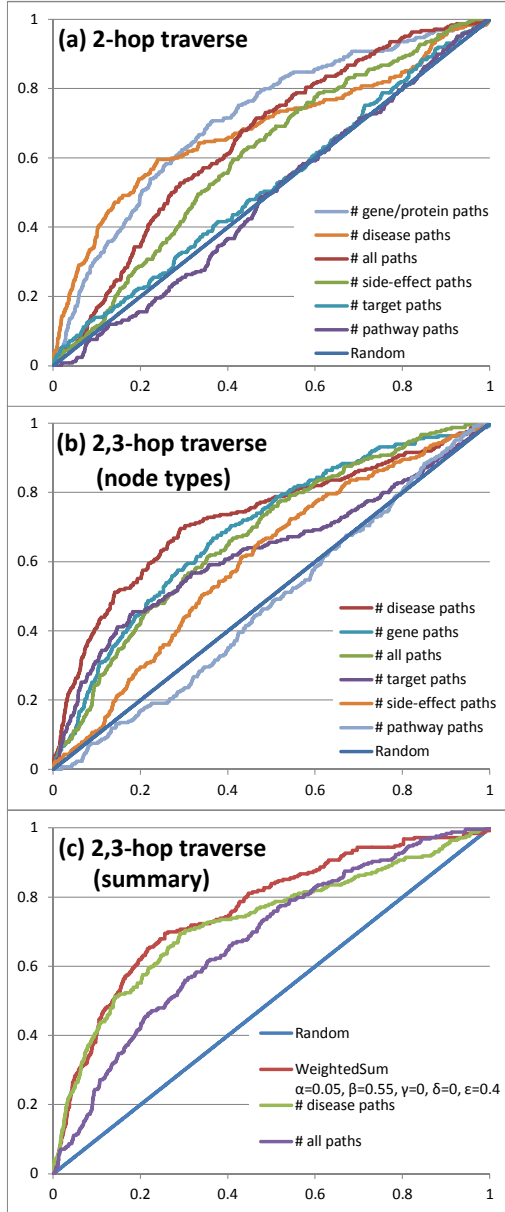 (a) 2-hop traverse
1
0.8
0.6
0.4
0.2
0
# gene/protein paths
# disease paths
# all paths
# side-effect paths
# target paths
# pathway paths
Random
0 0.2 0.4 0.6 0.8 1
(b) 2,3-hop traverse
(node types)
1
0.8
0.6
0.4
0.2
0
# disease paths
# gene paths
# all paths
# target paths
# side-effect paths
# pathway paths
Random
0 0.2 0.4 0.6 0.8 1
(c) 2,3-hop traverse
(summary)
1
0.8
0.6
0.4
0.2
0
Random
WeightedSum
α=0.05, β=0.55, γ=0, δ=0, ε=0.4
# disease paths
# all paths
0 0.2 0.4 0.6 0.8 1